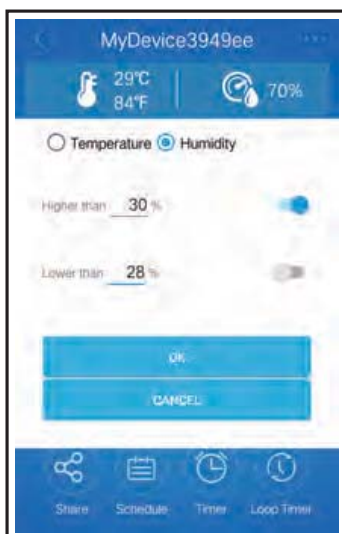 MyDevice3949ee
29℃
84℉
70%
Temperature Humidity
Higher than 30 %
Lower than 28 %
OK
CANCEL
Share Schedule Timer Loop Timer